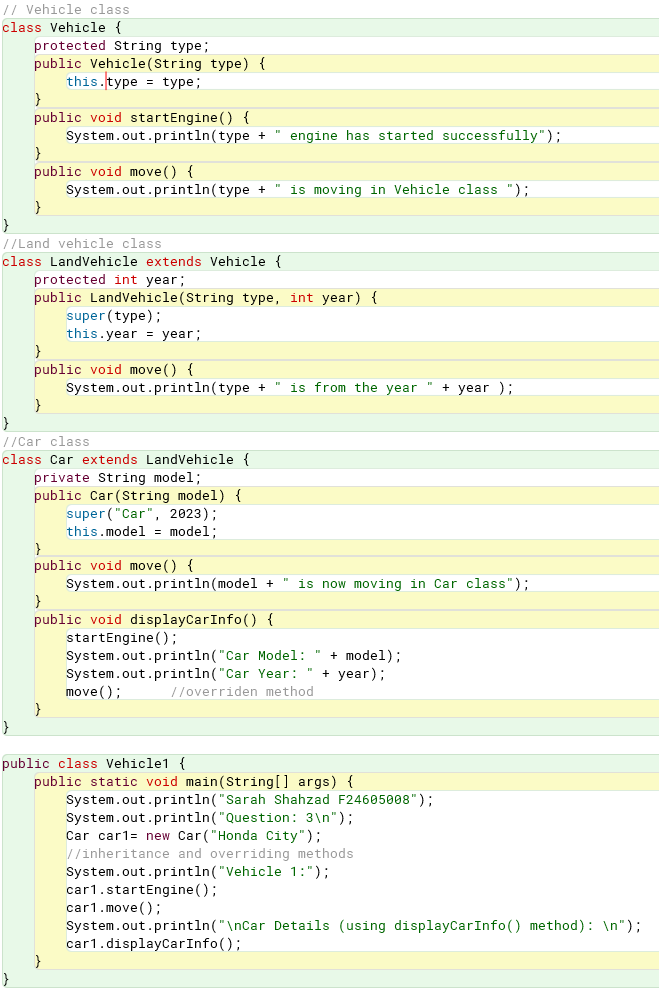 // Vehicle class
class Vehicle {
    protected String type;
    public Vehicle(String type) {
        this.type = type;
    }
    public void startEngine() {
        System.out.println(type + " engine has started successfully");
    }
    public void move() {
        System.out.println(type + " is moving in Vehicle class ");
    }
}
//Land vehicle class
class LandVehicle extends Vehicle {
    protected int year;
    public LandVehicle(String type, int year) {
        super(type);
        this.year = year;
    }
    public void move() {
        System.out.println(type + " is from the year " + year );
    }
}
//Car class
class Car extends LandVehicle {
    private String model;
    public Car(String model) {
        super("Car", 2023);
        this.model = model;
    }
    public void move() {
        System.out.println(model + " is now moving in Car class");
    }
    public void displayCarInfo() {
        startEngine();
        System.out.println("Car Model: " + model);
        System.out.println("Car Year: " + year);
        move();      //overriden method
    }
}

public class Vehicle1 {
    public static void main(String[] args) {
        System.out.println("Sarah Shahzad F24605008");
        System.out.println("Question: 3\n");
        Car car1= new Car("Honda City");
        //inheritance and overriding methods
        System.out.println("Vehicle 1:");
        car1.startEngine();
        car1.move();
        System.out.println("\nCar Details (using displayCarInfo() method): \n");
        car1.displayCarInfo();
    }
}